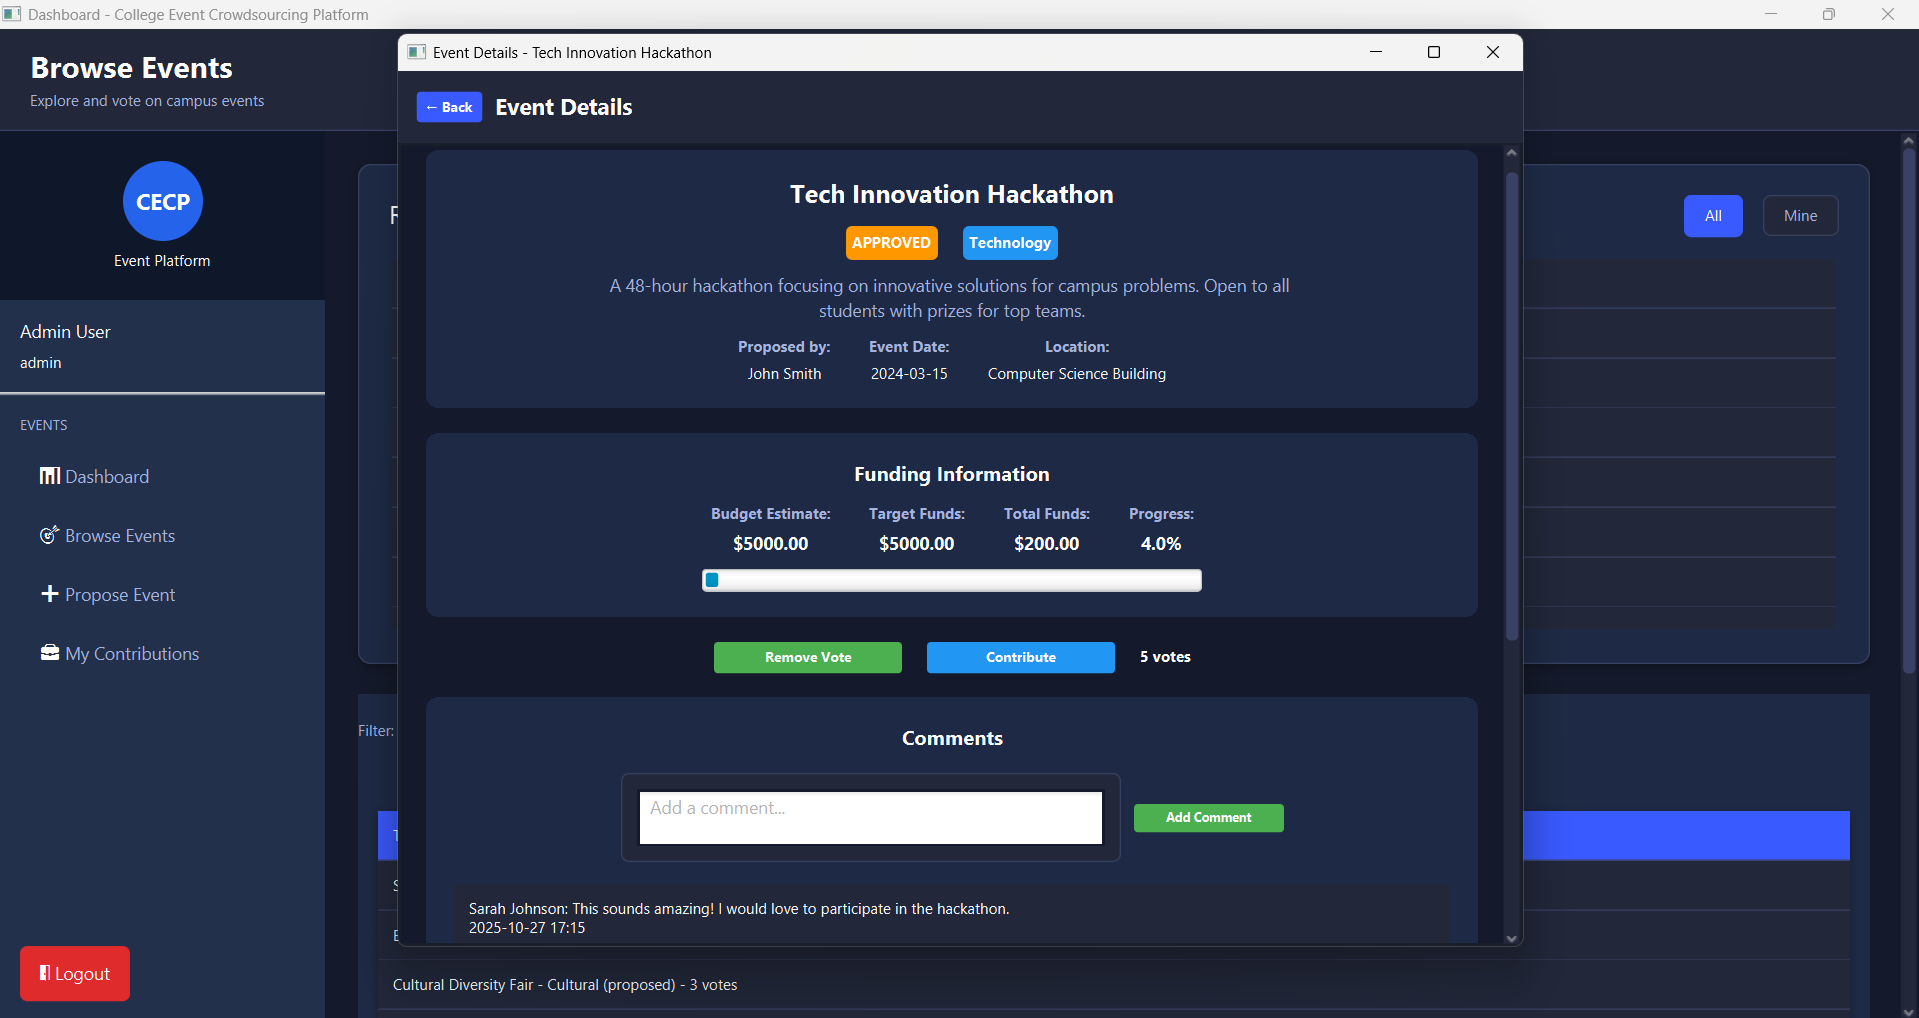 Dashboard - College Event Crowdsourcing Platform
Browse Events
Explore and vote on campus events
CECP
Event Platform
Admin User
admin
EVENTS
Dashboard
Browse Events
Propose Event
My Contributions
Logout
All
Mine
Filter:
Cultural Diversity Fair - Cultural (proposed) - 3 votes
Event Details - Tech Innovation Hackathon
← Back
Event Details
Tech Innovation Hackathon
APPROVED
Technology
A 48-hour hackathon focusing on innovative solutions for campus problems. Open to all
students with prizes for top teams.
Proposed by: Event Date: Location:
John Smith 2024-03-15 Computer Science Building
Funding Information
Budget Estimate: Target Funds: Total Funds: Progress:
$5000.00 $5000.00 $200.00 4.0%
Remove Vote Contribute 5 votes
Comments
Add a comment...
Add Comment
Sarah Johnson: This sounds amazing! I would love to participate in the hackathon.
2025-10-27 17:15